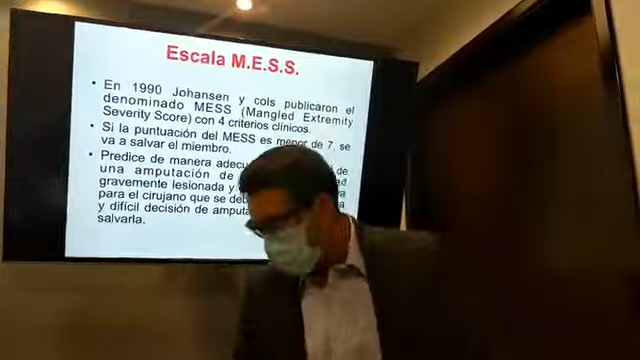 Escala M.E.S.S.
• En 1990 Johansen y cols publicaron el
denominado MESS (Mangled Extremity
Severity Score) con 4 criterios clínicos.
• Si la puntuación del MESS es menor de 7, se
va a salvar el miembro.
• Predice de manera de
una amputación de
gravemente lesionada
para el cirujano que se
y difícil decisión de
salvarla.